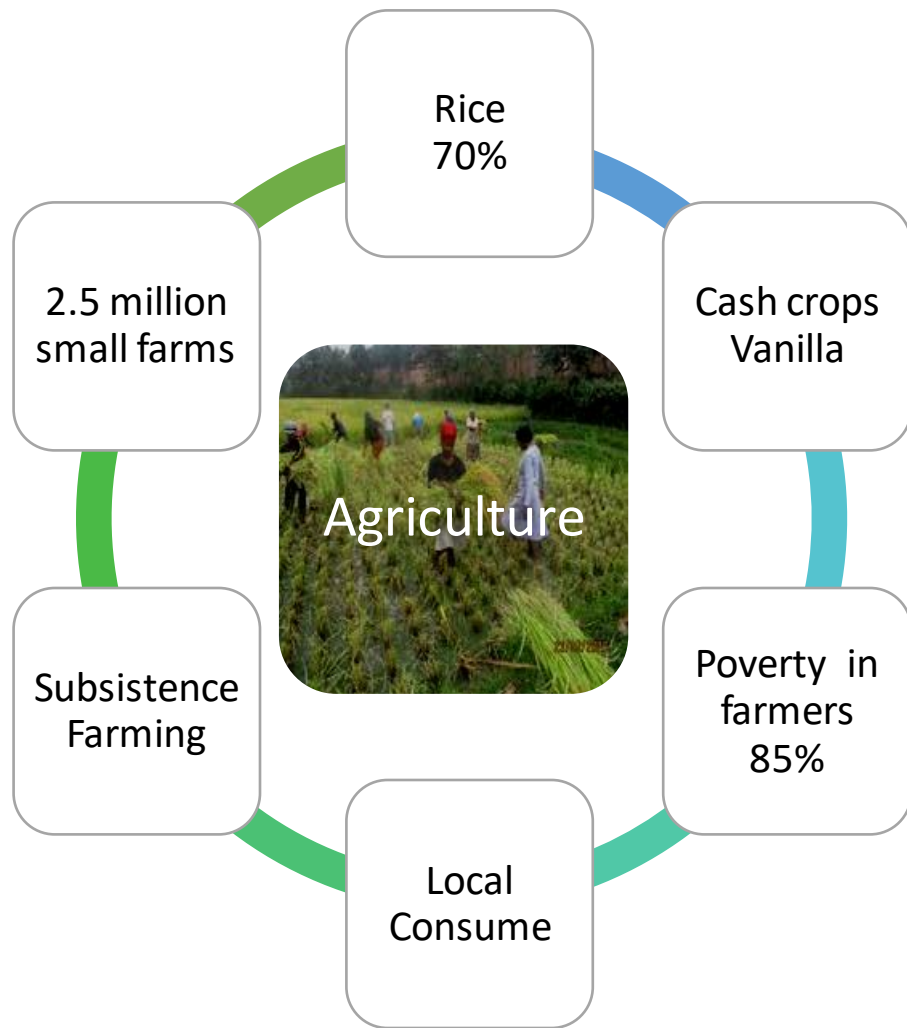 Rice
70%
Cash crops
Vanilla
Poverty in
farmers
85%
Local
Consume
Subsistence
Farming
2.5 million
small farms
Agriculture